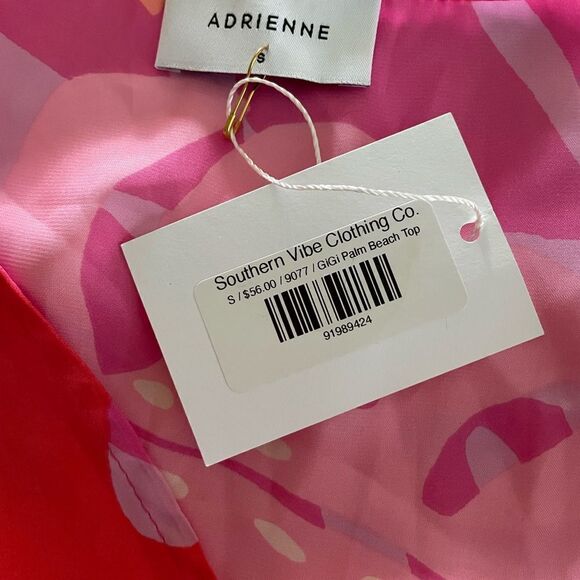 ADRIENNE
S
Southern Vibe Clothing Co.
S / $56.00 / 9077 / GiGi Palm Beach Top
91989424